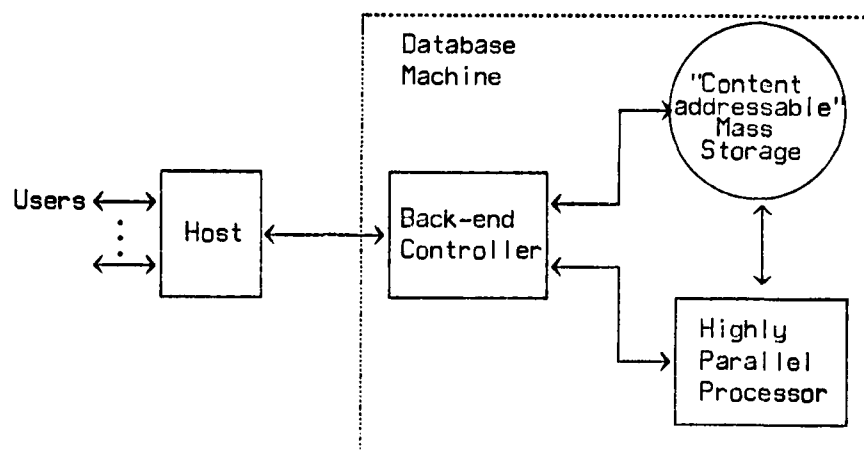 Database
Machine
"Content
addressable"
Mass
Storage
Users
Host
Back-end
Controller
Highly
Parallel
Processor